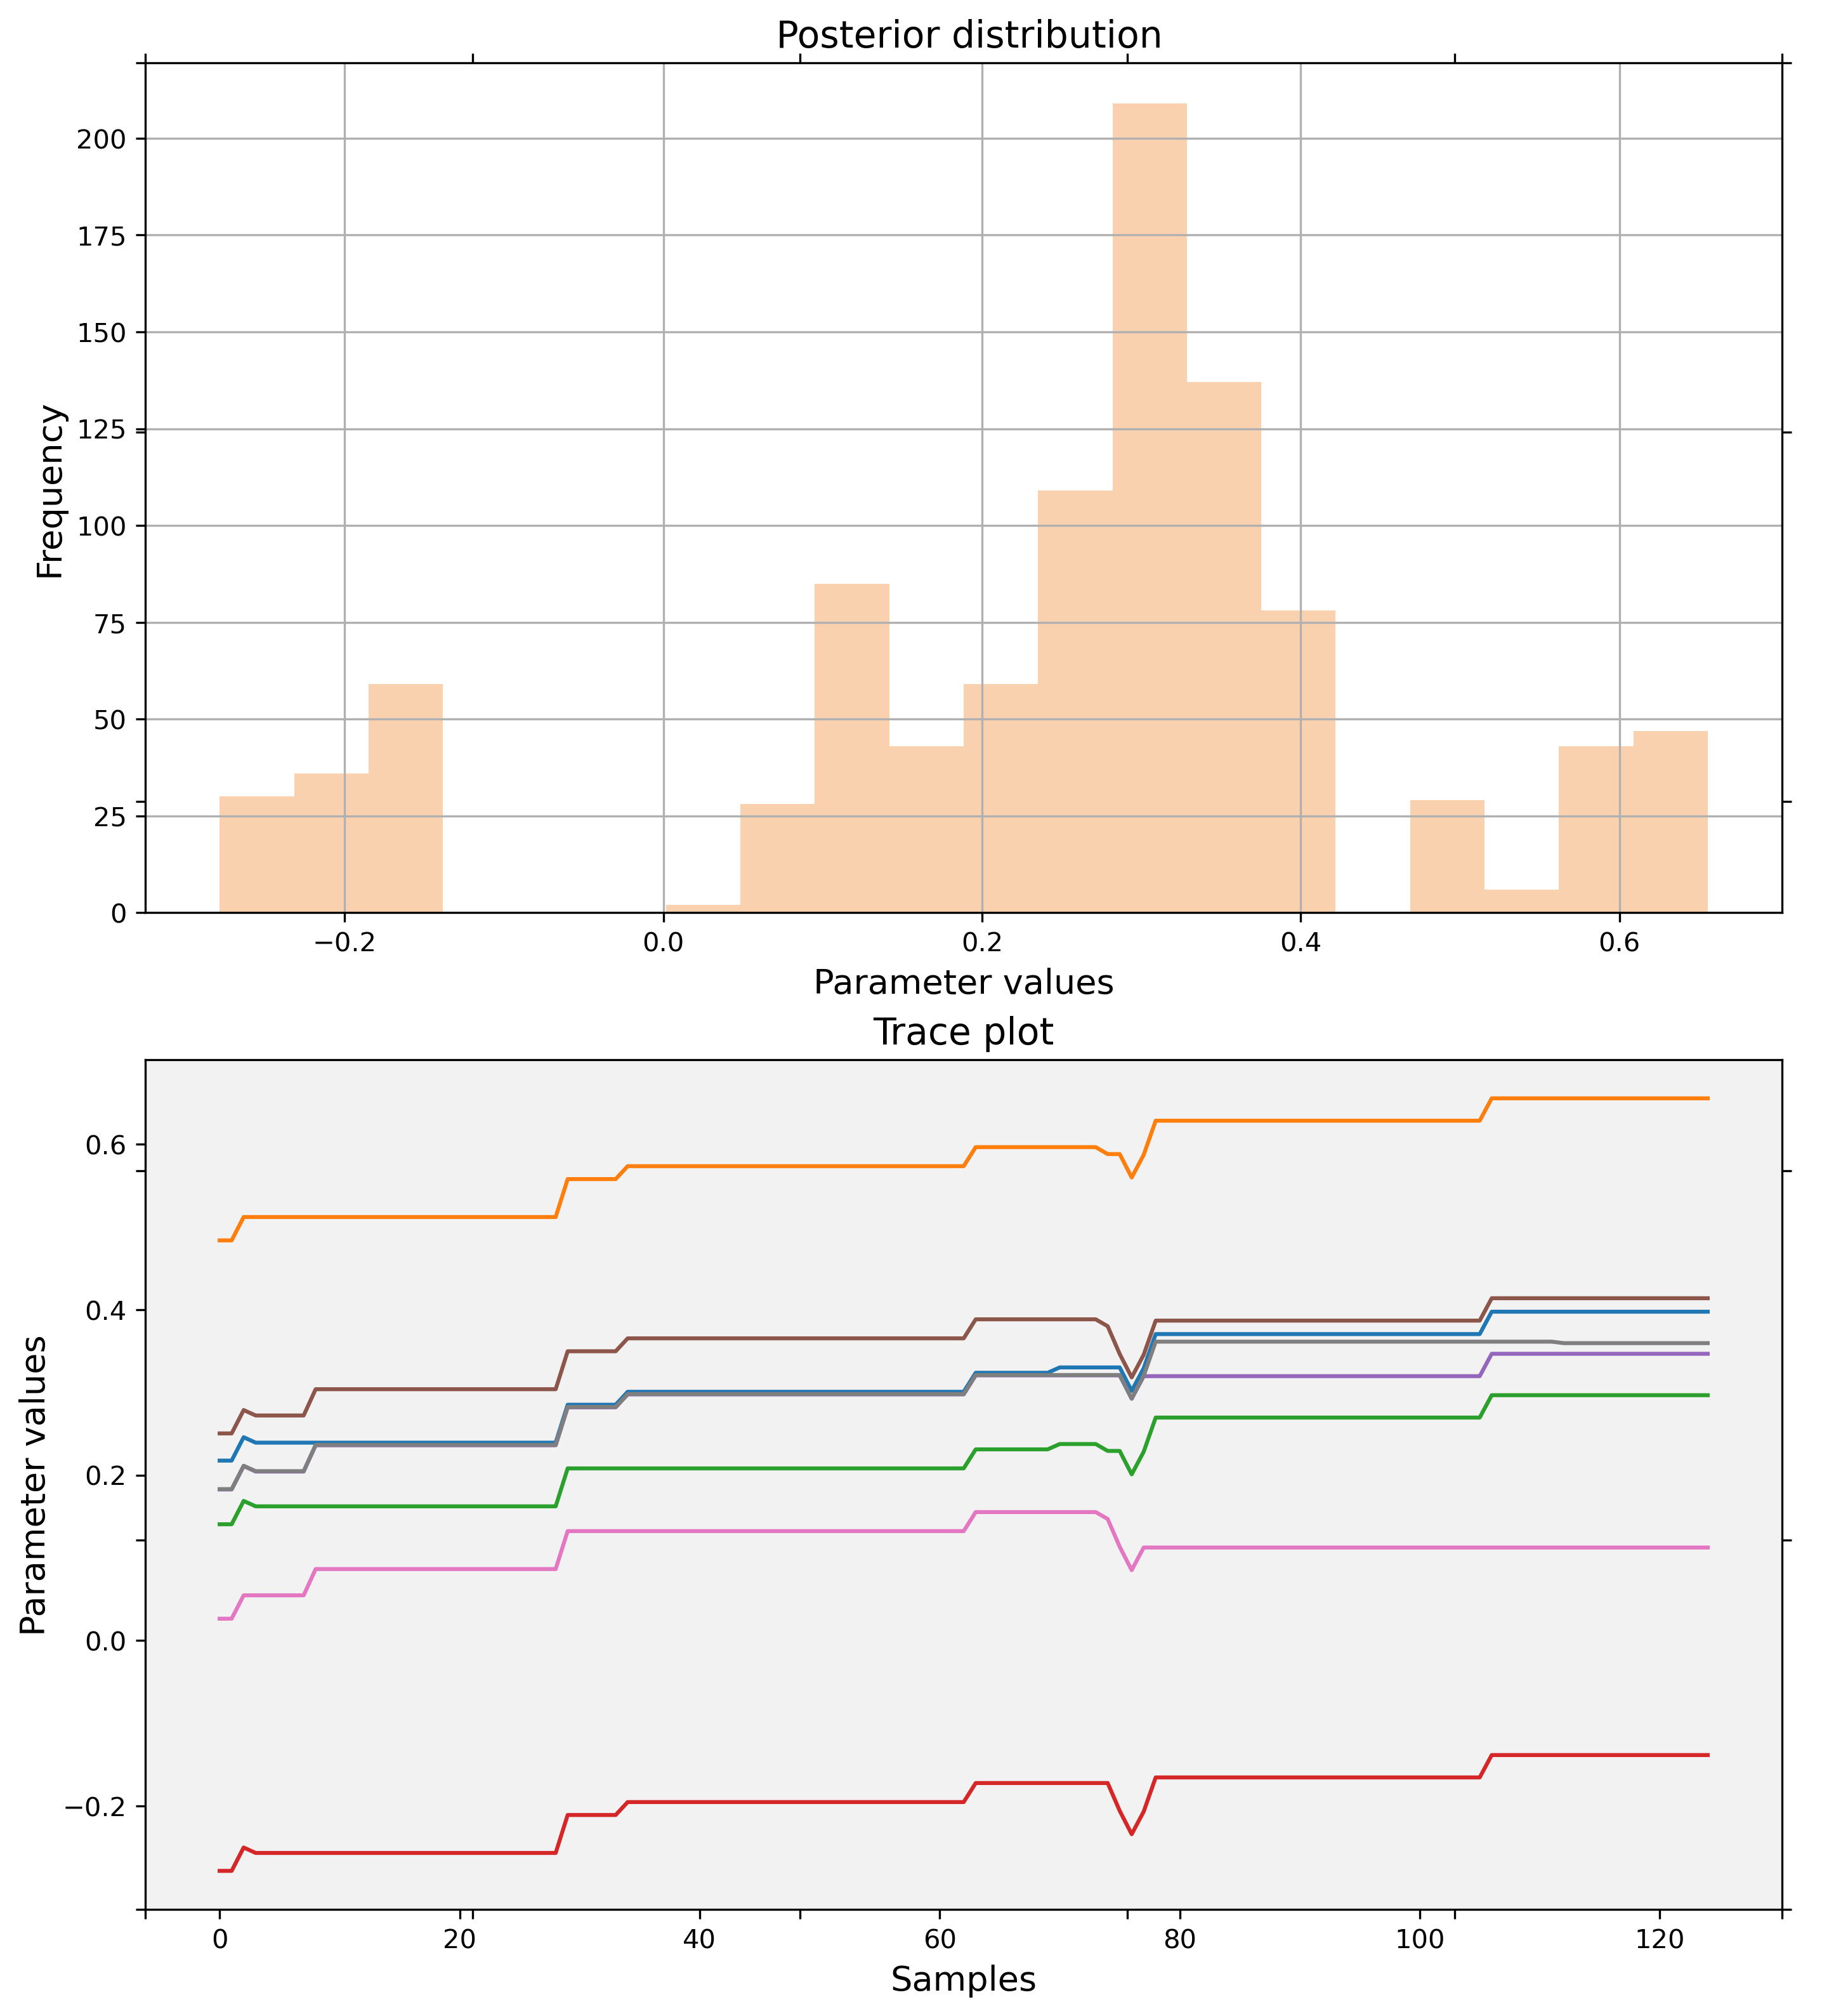 Posterior distribution
Frequency
200
175
150
125
100
75
50
25
0
−0.2 0.0 0.2 0.4 0.6
Parameter values
Trace plot
Parameter values
0.6
0.4
0.2
0.0
−0.2
0 20 40 60 80 100 120
Samples